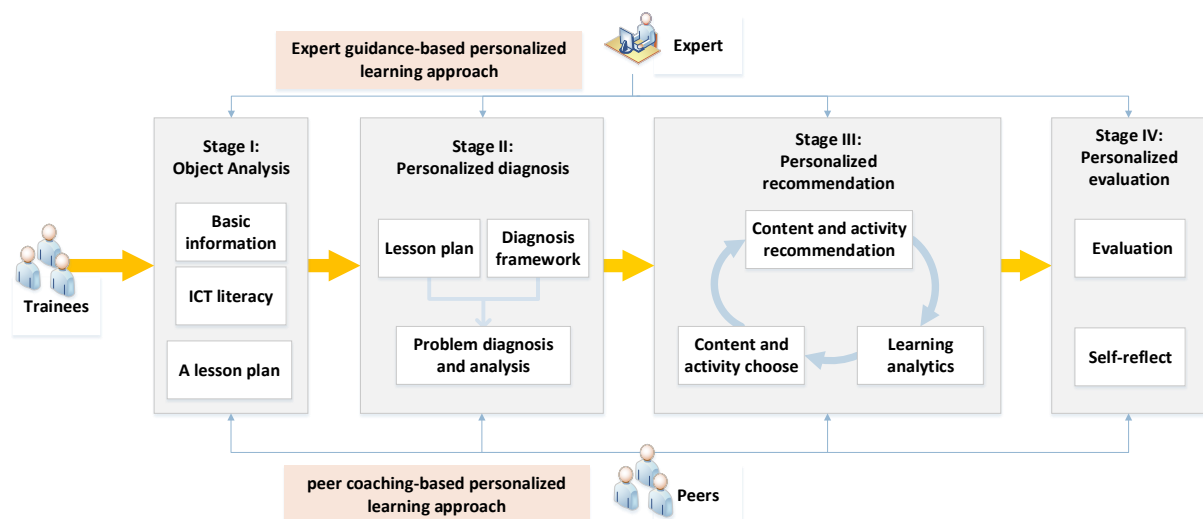 Expert guidance-based personalized
learning approach
Expert
Stage I:
Object Analysis
Basic
information
ICT literacy
A lesson plan
Stage II:
Personalized diagnosis
Lesson plan
Diagnosis
framework
Problem diagnosis
and analysis
Stage III:
Personalized
recommendation
Content and activity
recommendation
Content and
activity choose
Learning
analytics
Stage IV:
Personalized
evaluation
Evaluation
Self-reflect
Trainees
peer coaching-based personalized
learning approach
Peers